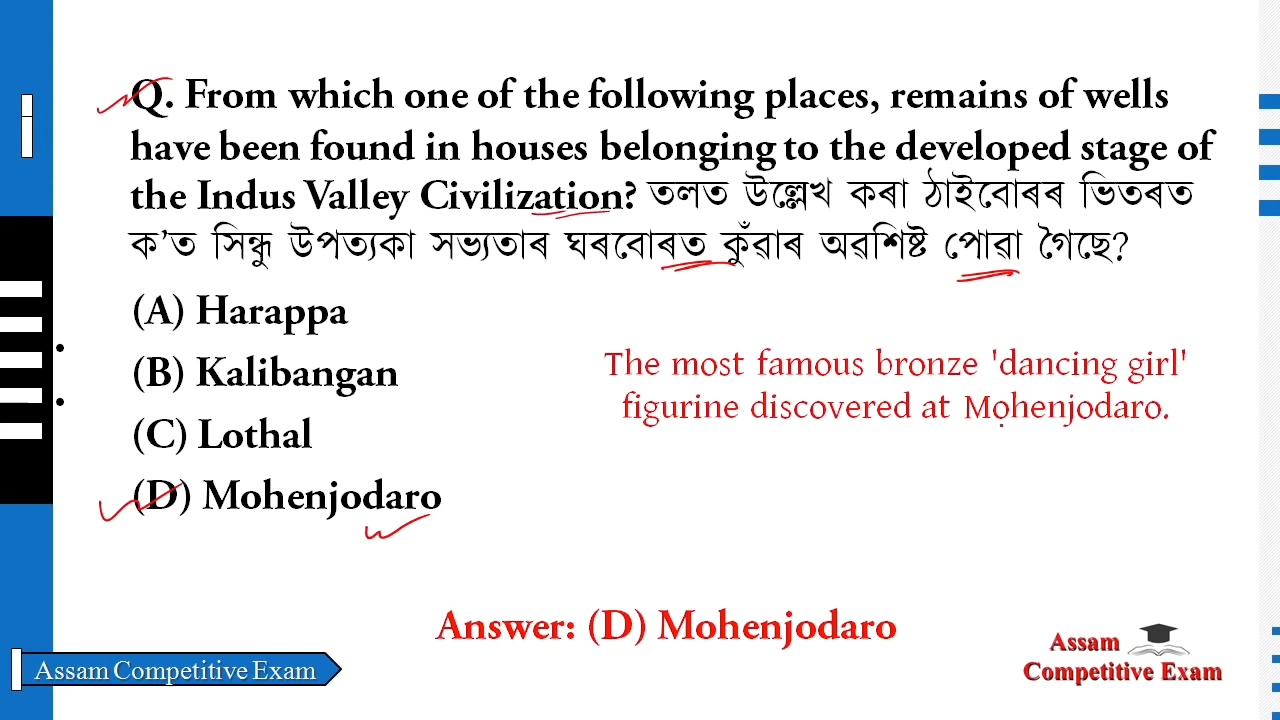 Q. From which one of the following places, remains of wells
have been found in houses belonging to the developed stage of
the Indus Valley Civilization? তলত উল্লেখ কৰা ঠাইবোৰৰ ভিতৰত
ক’ত সিন্ধু উপত্যকা সভ্যতাৰ ঘৰবোৰত কুঁৱাৰ অৱশিষ্ট পোৱা গৈছে?
(A) Harappa
(B) Kalibangan
(C) Lothal
(D) Mohenjodaro
The most famous bronze 'dancing girl'
figurine discovered at Mohenjodaro.
Answer: (D) Mohenjodaro
Assam Competitive Exam
Assam
Competitive Exam